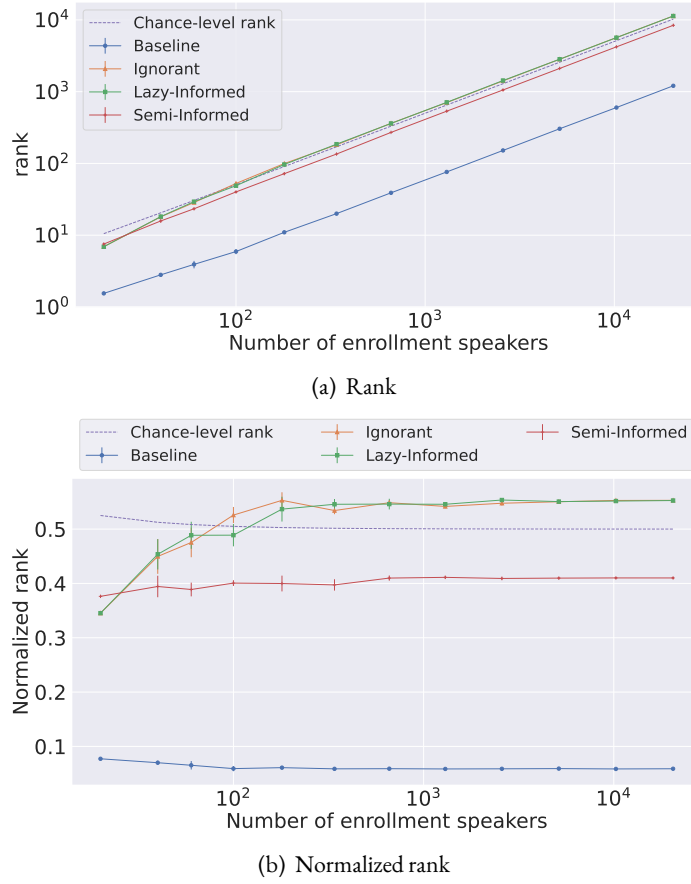 10^4
10^3
10^2
10^1
10^0
rank
Chance-level rank
Baseline
Ignorant
Lazy-Informed
Semi-Informed
10^2 10^3 10^4
Number of enrollment speakers
(a) Rank
Chance-level rank Ignorant Semi-Informed
Baseline Lazy-Informed
0.5
0.4
0.3
0.2
0.1
Normalized rank
10^2 10^3 10^4
Number of enrollment speakers
(b) Normalized rank